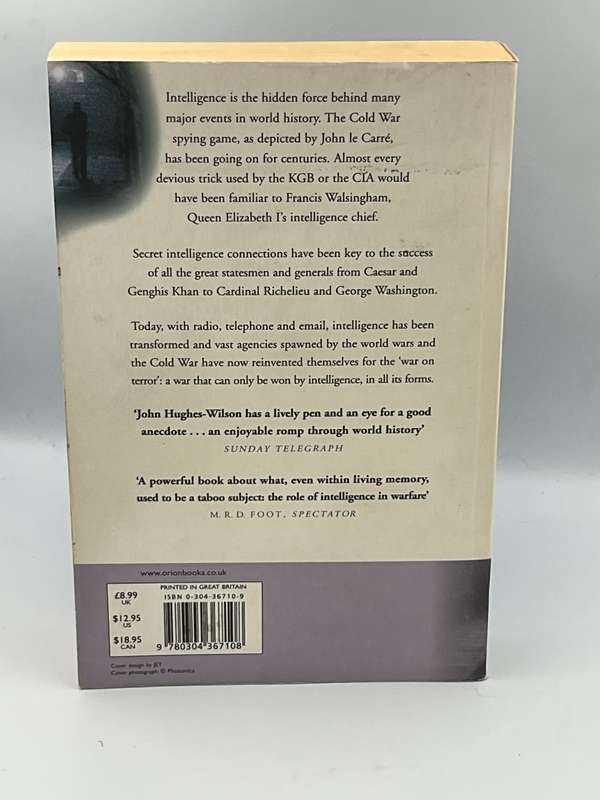 Intelligence is the hidden force behind many
major events in world history. The Cold War
spying game, as depicted by John le Carré,
has been going on for centuries. Almost every
devious trick used by the KGB or the CIA would
have been familiar to Francis Walsingham,
Queen Elizabeth I's intelligence chief.
Secret intelligence connections have been key to the success
of all the great statesmen and generals from Caesar and
Genghis Khan to Cardinal Richelieu and George Washington.
Today, with radio, telephone and email, intelligence has been
transformed and vast agencies spawned by the world wars and
the Cold War have now reinvented themselves for the 'war on
terror': a war that can only be won by intelligence, in all its forms.
'John Hughes-Wilson has a lively pen and an eye for a good
anecdote . . . an enjoyable romp through world history'
SUNDAY TELEGRAPH
'A powerful book about what, even within living memory,
used to be a taboo subject: the role of intelligence in warfare'
M. R. D. FOOT, SPECTATOR
www.orionbooks.co.uk
£8.99
UK
$12.95
US
$18.95
CAN
PRINTED IN GREAT BRITAIN
ISBN 0-304-36710-9
9 780304 367108
Cover design by JET
Cover photograph: © Photonica